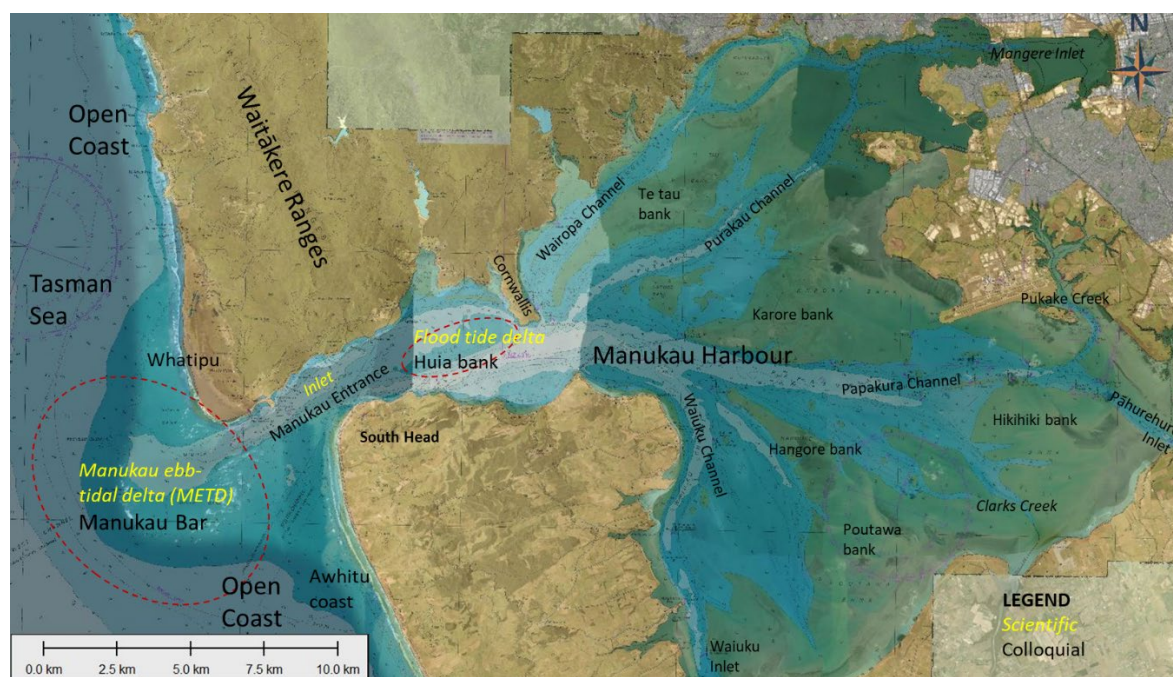 N
Mangere Inlet
Open
Coast
Waitākere Ranges
Wairopa Channel
Te tau
bank
Purakau Channel
Tasman
Sea
Cornwallis
Pukake Creek
Karore bank
Flood tide delta
Huia bank
Manukau Harbour
Whatipu
Inlet
Manukau Entrance
Papakura Channel
Pāhurehure
Inlet
Hikihiki bank
South Head
Waiuku Channel
Hangore bank
Manukau ebb-
tidal delta (METD)
Manukau Bar
Clarks Creek
Poutawa
bank
Open
Coast
Awhitu
coast
Waiuku
Inlet
LEGEND
Scientific
Colloquial
0.0 km 2.5 km 5.0 km 7.5 km 10.0 km